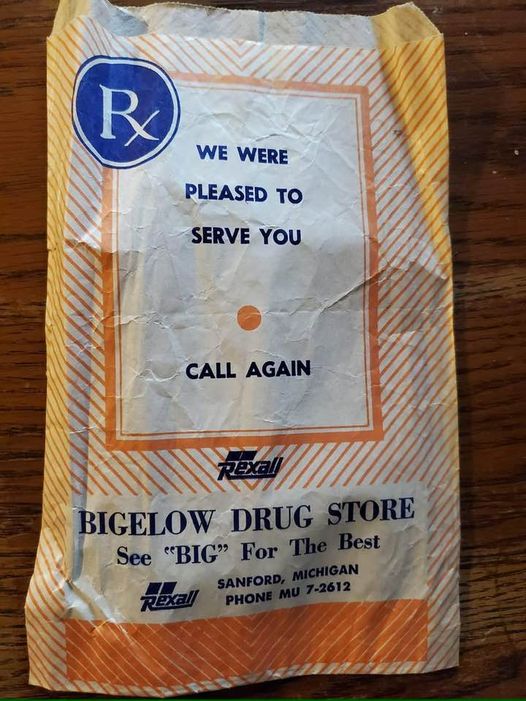 Rx
WE WERE
PLEASED TO
SERVE YOU
CALL AGAIN
Rexall
BIGELOW DRUG STORE
See "BIG" For The Best
Rexall
SANFORD, MICHIGAN
PHONE MU 7-2612